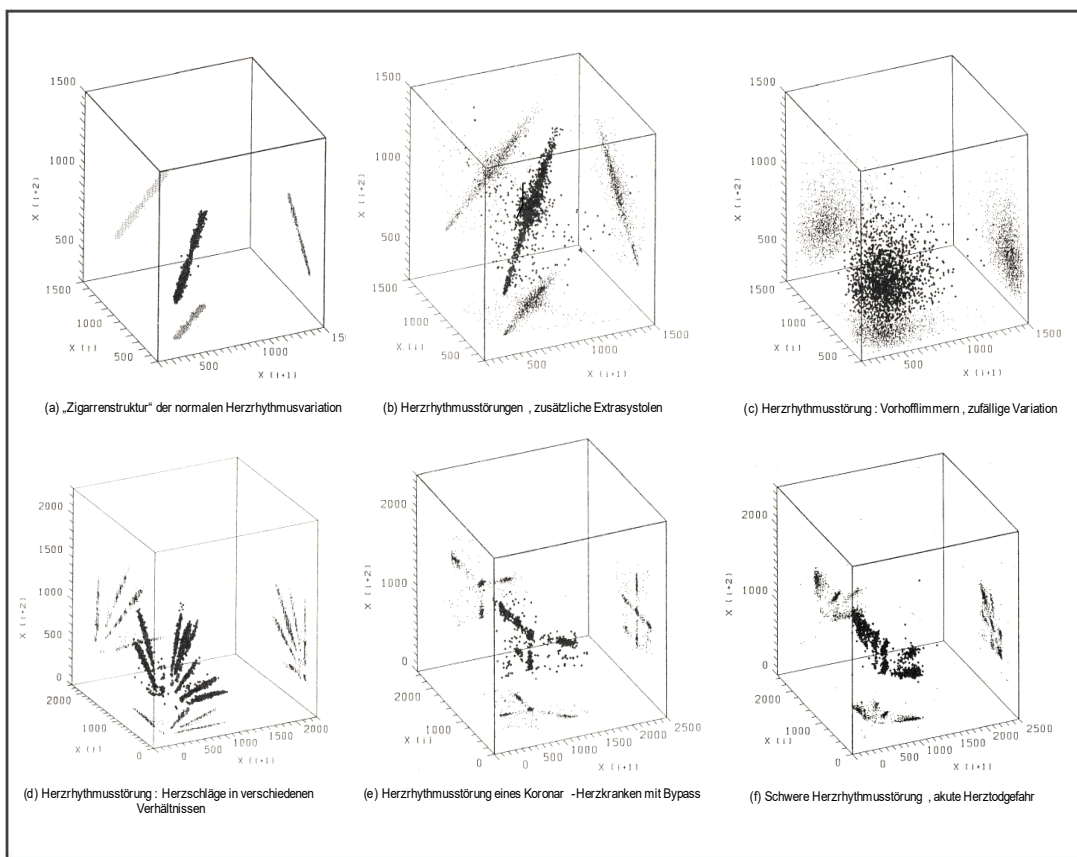 1500
1000
500
X (i+2)
1500
1000
500
X (i)
500
1000
X (i+1)
(a) „Zigarrenstruktur“ der normalen Herzrhythmusvariation
1500
1000
500
X (i+2)
1500
1000
500
X (i)
500
1000
1500
X (i+1)
(b) Herzrhythmusstörungen , zusätzliche Extrasystolen
1500
1000
500
X (i+2)
1500
1000
500
X (i)
500
1000
1500
X (i+1)
(c) Herzrhythmusstörung : Vorhofflimmern , zufällige Variation
2000
1500
1000
500
0
X (i+2)
2000
1000
0
X (i)
0
500
1000
1500
2000
X (i+1)
(d) Herzrhythmusstörung : Herzschläge in verschiedenen
Verhältnissen
2000
1000
0
X (i+2)
2000
1000
0
X (i)
0
500
1000
1500
2000
2500
X (i+1)
(e) Herzrhythmusstörung eines Koronar -Herzkranken mit Bypass
2000
1000
0
X (i+2)
2000
1000
0
X (i)
0
500
1000
1500
2000
2500
X (i+1)
(f) Schwere Herzrhythmusstörung , akute Herztodgefahr